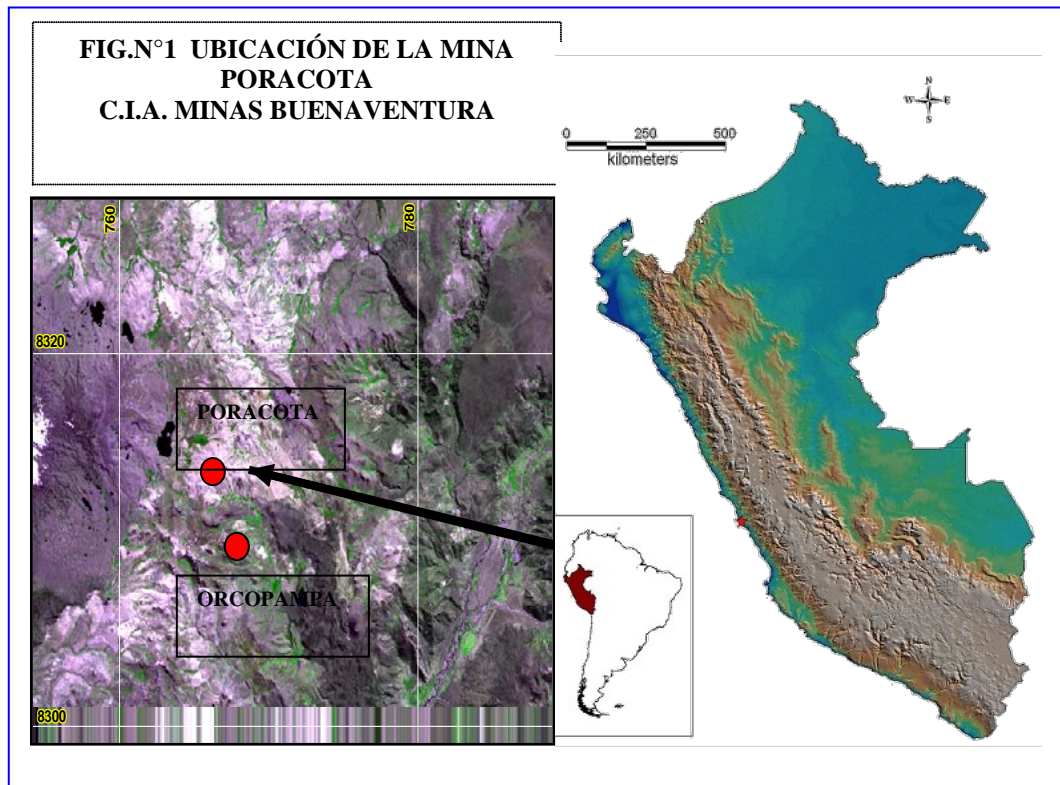 FIG.N°1 UBICACIÓN DE LA MINA
PORACOTA
C.I.A. MINAS BUENAVENTURA
N
W E
S
0 250 500
kilometers
760 780
8320
PORACOTA
ORCOPAMPA
8300